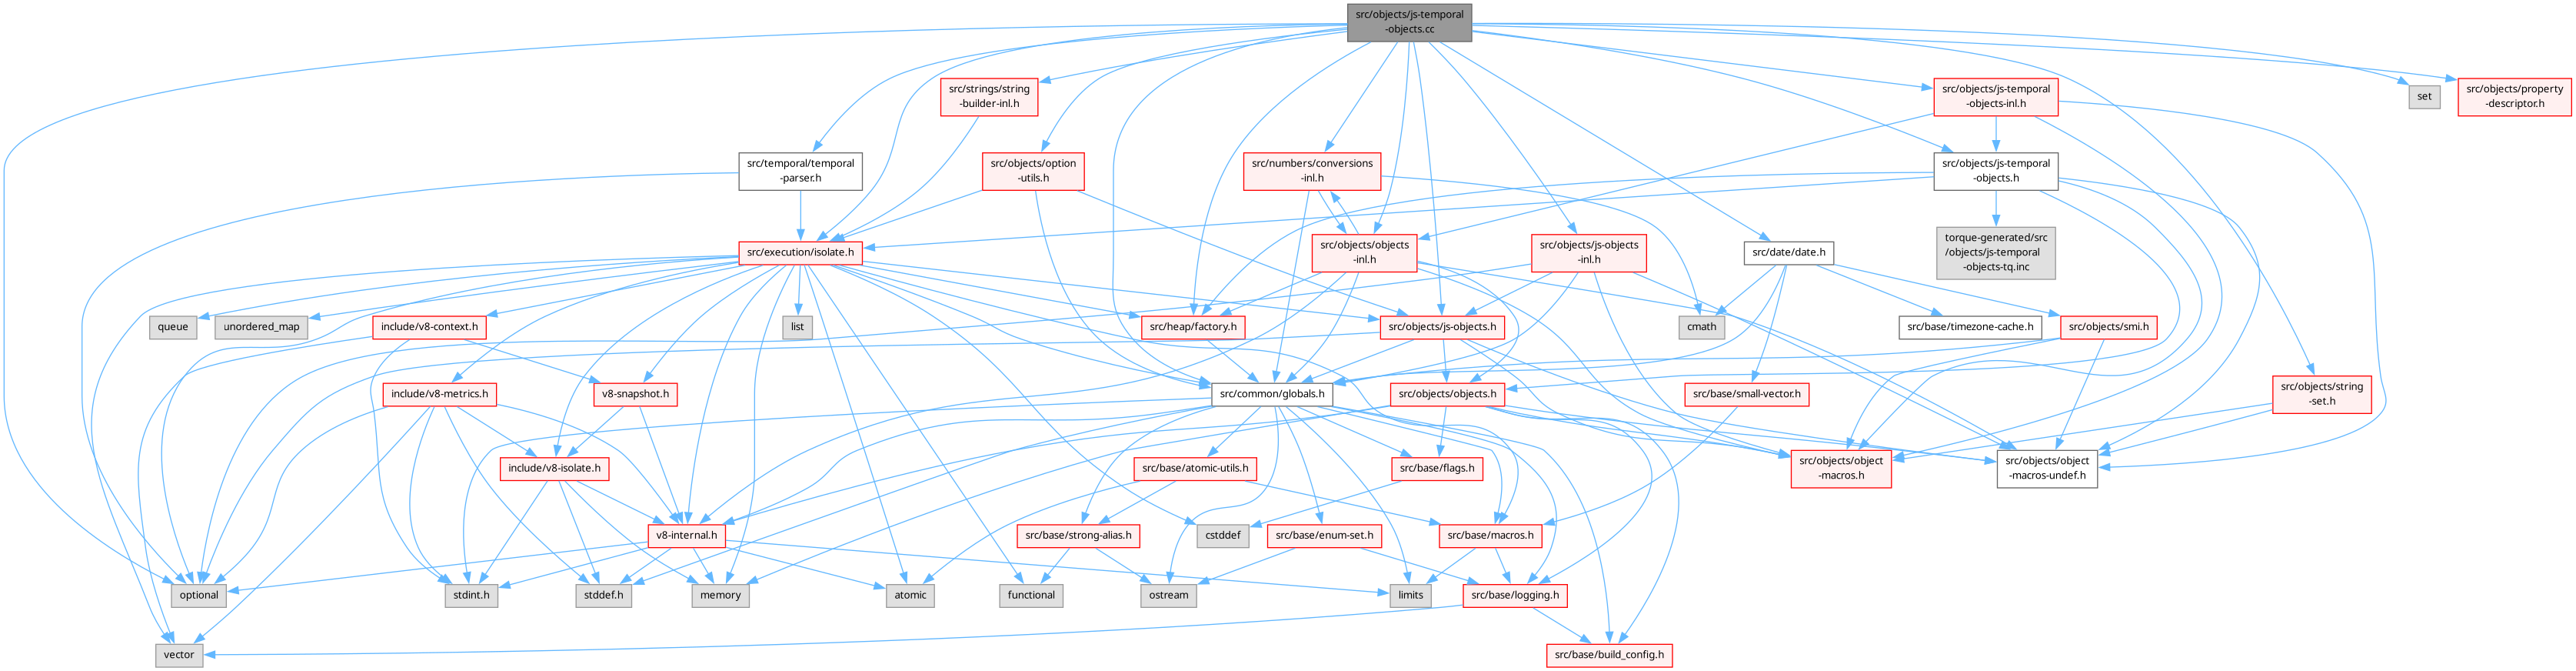 src/objects/js-temporal
-objects.cc
src/strings/string
-builder-inl.h
src/objects/js-temporal
-objects-inl.h
set
src/objects/property
-descriptor.h
src/temporal/temporal
-parser.h
src/objects/option
-utils.h
src/numbers/conversions
-inl.h
src/objects/js-temporal
-objects.h
src/execution/isolate.h
src/objects/objects
-inl.h
src/objects/js-objects
-inl.h
src/date/date.h
torque-generated/src
/objects/js-temporal
-objects-tq.inc
queue
unordered_map
include/v8-context.h
list
src/heap/factory.h
src/objects/js-objects.h
cmath
src/base/timezone-cache.h
src/objects/smi.h
include/v8-metrics.h
v8-snapshot.h
src/common/globals.h
src/objects/objects.h
src/base/small-vector.h
src/objects/string
-set.h
include/v8-isolate.h
src/base/atomic-utils.h
src/base/flags.h
src/objects/object
-macros.h
src/objects/object
-macros-undef.h
v8-internal.h
src/base/strong-alias.h
cstddef
src/base/enum-set.h
src/base/macros.h
optional
stdint.h
stddef.h
memory
atomic
functional
ostream
limits
src/base/logging.h
vector
src/base/build_config.h